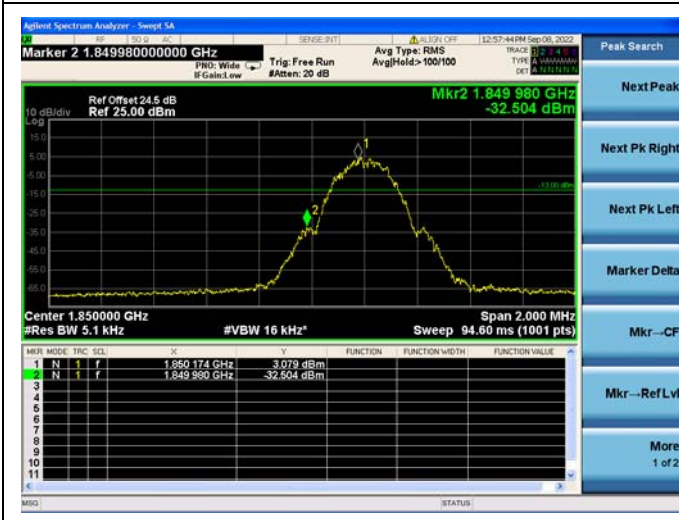 Agilent Spectrum Analyzer - Swept SA
RF 50 Ω AC SENSE:INT ALIGN OFF 12:57:44 PM Sep 08, 2022
Marker 2 1.849980000000 GHz
PNO: Wide Trig: Free Run
IFGain:Low #Atten: 20 dB
Avg Type: RMS
Avg|Hold:>100/100
TRACE 1 2 3 4 5 6
TYPE A
DET A N N N N N
Peak Search
Mkr2 1.849 980 GHz
-32.504 dBm
Ref Offset 24.5 dB
10 dB/div Ref 25.00 dBm
Log
15.0
5.00
-5.00
-15.0
-25.0
-35.0
-45.0
-55.0
-65.0
1
2
-13.00 dBm
Center 1.850000 GHz Span 2.000 MHz
#Res BW 5.1 kHz #VBW 16 kHz* Sweep 94.60 ms (1001 pts)
MKR MODE TRC SCL X Y FUNCTION FUNCTION WIDTH FUNCTION VALUE
1 N 1 f 1.850 174 GHz 3.079 dBm
2 N 1 f 1.849 980 GHz -32.504 dBm
3
4
5
6
7
8
9
10
11
MSG STATUS
Next Peak
Next Pk Right
Next Pk Left
Marker Delta
Mkr→CF
Mkr→Ref Lvl
More
1 of 2